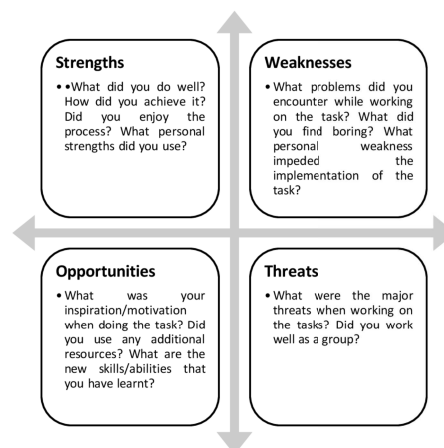 Strengths
• •What did you do well?
How did you achieve it?
Did you enjoy the
process? What personal
strengths did you use?
Weaknesses
• What problems did you
encounter while working
on the task? What did
you find boring? What
personal weakness
impeded the
implementation of the
task?
Opportunities
• What was your
inspiration/motivation
when doing the task? Did
you use any additional
resources? What are the
new skills/abilities that
you have learnt?
Threats
• What were the major
threats when working on
the tasks? Did you work
well as a group?